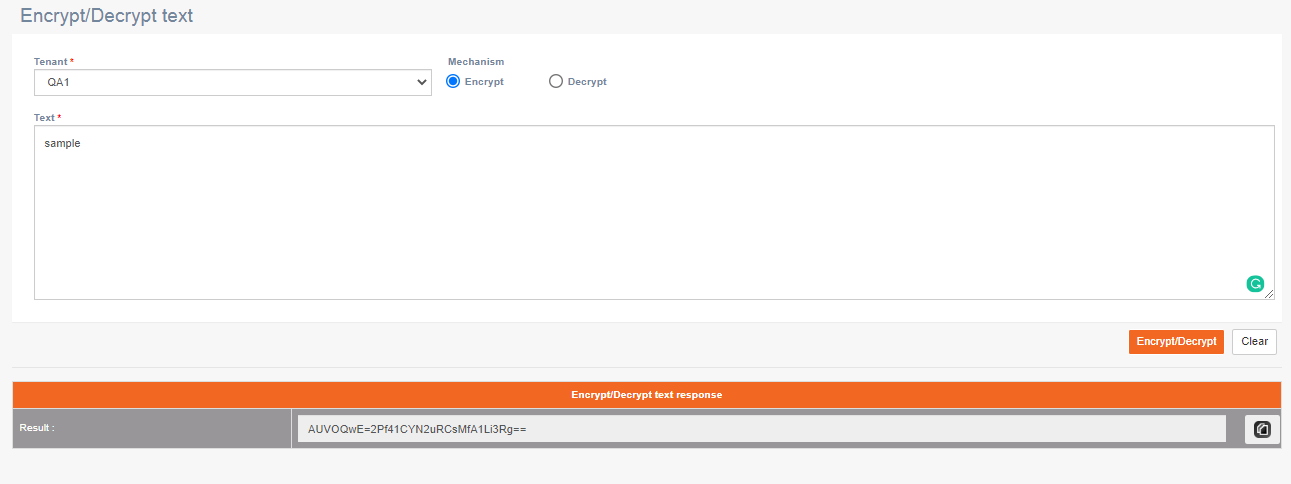 Encrypt/Decrypt text
Tenant * Mechanism
QA1 Encrypt Decrypt
Text *
sample
Encrypt/Decrypt Clear
Encrypt/Decrypt text response
Result : AUVOQwE=2Pf41CYN2uRCsMfA1Li3Rg==